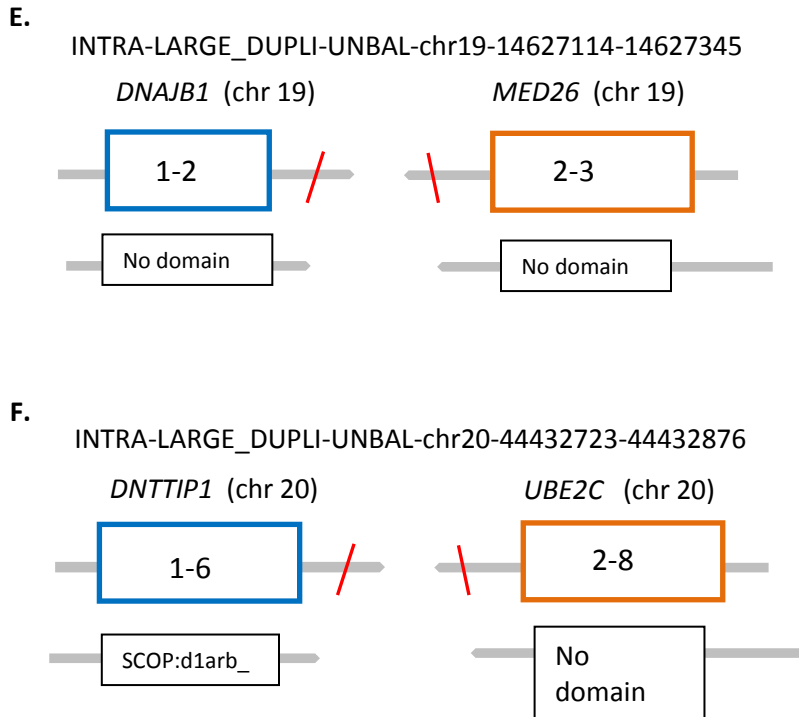 E.
INTRA-LARGE_DUPLI-UNBAL-chr19-14627114-14627345
DNAJB1 (chr 19) MED26 (chr 19)
1-2 2-3
No domain No domain
F.
INTRA-LARGE_DUPLI-UNBAL-chr20-44432723-44432876
DNTTIP1 (chr 20) UBE2C (chr 20)
1-6 2-8
SCOP:d1arb_ No
domain